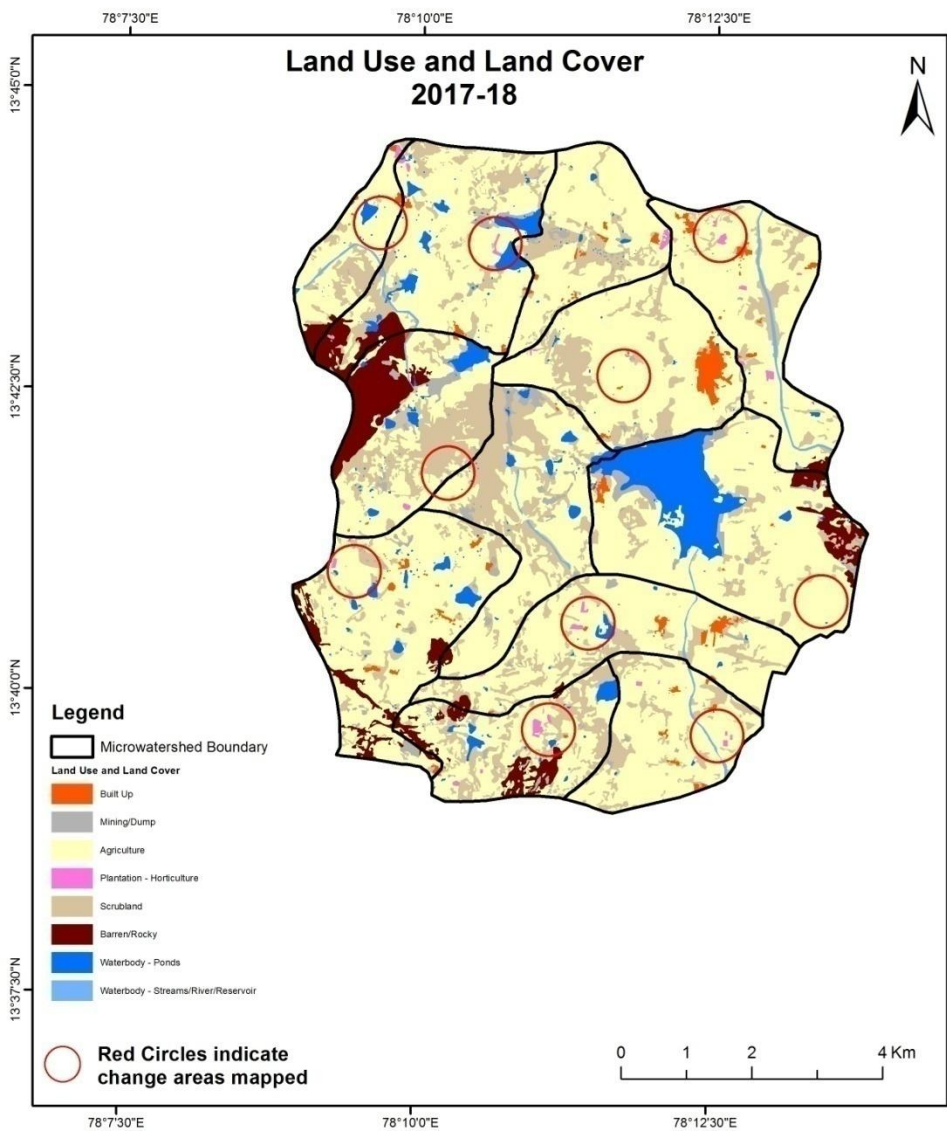 78°7'30"E
78°10'0"E
78°12'30"E
Land Use and Land Cover
2017-18
N
13°45'0"N
13°42'30"N
13°40'0"N
13°37'30"N
Legend
Microwatershed Boundary
Land Use and Land Cover
Built Up
Mining/Dump
Agriculture
Plantation - Horticulture
Scrubland
Barren/Rocky
Waterbody - Ponds
Waterbody - Streams/River/Reservoir
Red Circles indicate
change areas mapped
0 1 2 4 Km
78°7'30"E
78°10'0"E
78°12'30"E